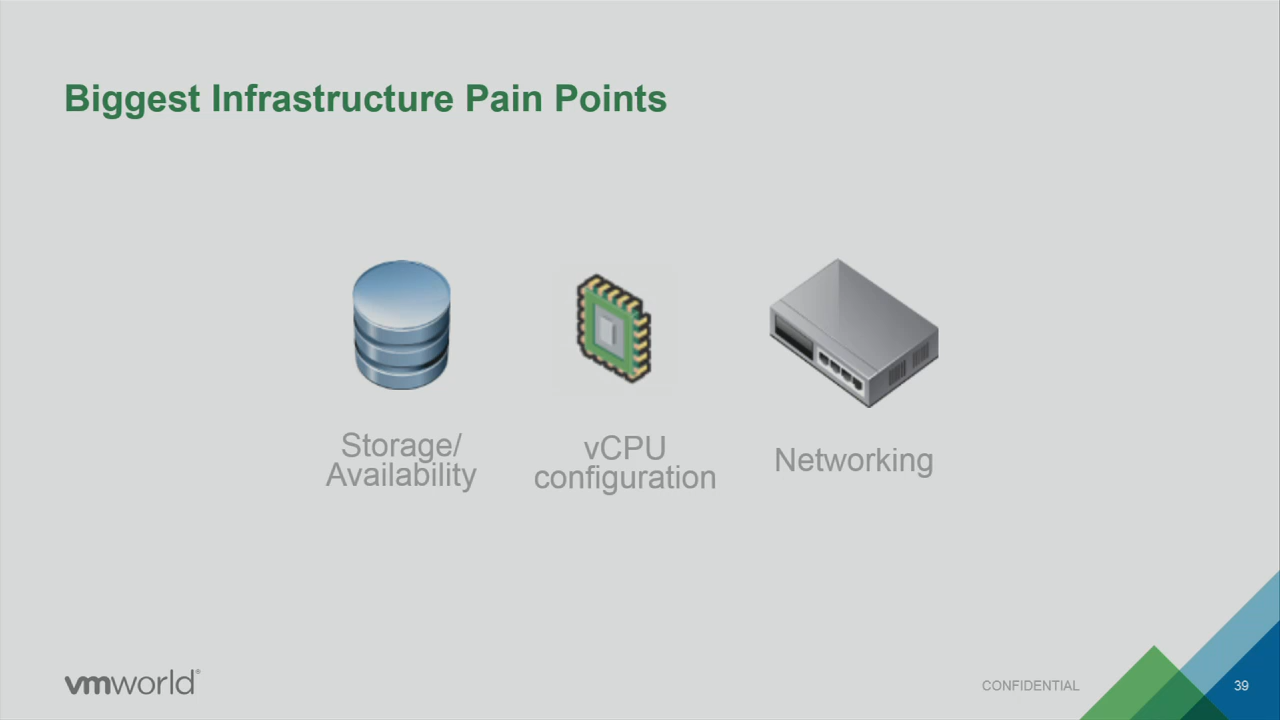 Biggest Infrastructure Pain Points
Storage/
Availability
vCPU
configuration
Networking
vmworld®
CONFIDENTIAL
39